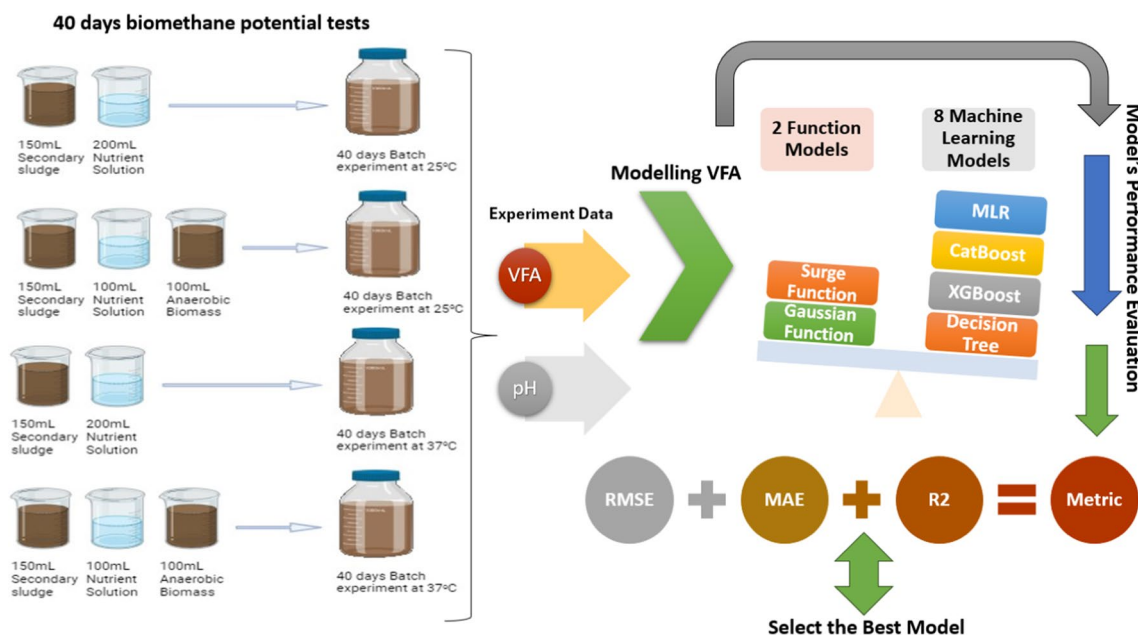 40 days biomethane potential tests
150mL
Secondary
sludge
200mL
Nutrient
Solution
40 days Batch
experiment at 25ºC
150mL
Secondary
sludge
100mL
Nutrient
Solution
100mL
Anaerobic
Biomass
40 days Batch
experiment at 25ºC
150mL
Secondary
sludge
200mL
Nutrient
Solution
40 days Batch
experiment at 37ºC
150mL
Secondary
sludge
100mL
Nutrient
Solution
100mL
Anaerobic
Biomass
40 days Batch
experiment at 37ºC
Experiment Data
VFA
pH
Modelling VFA
2 Function
Models
8 Machine
Learning
Models
Surge
Function
Gaussian
Function
MLR
CatBoost
XGBoost
Decision
Tree
Model's Performance Evaluation
RMSE
MAE
R2
Metric
Select the Best Model